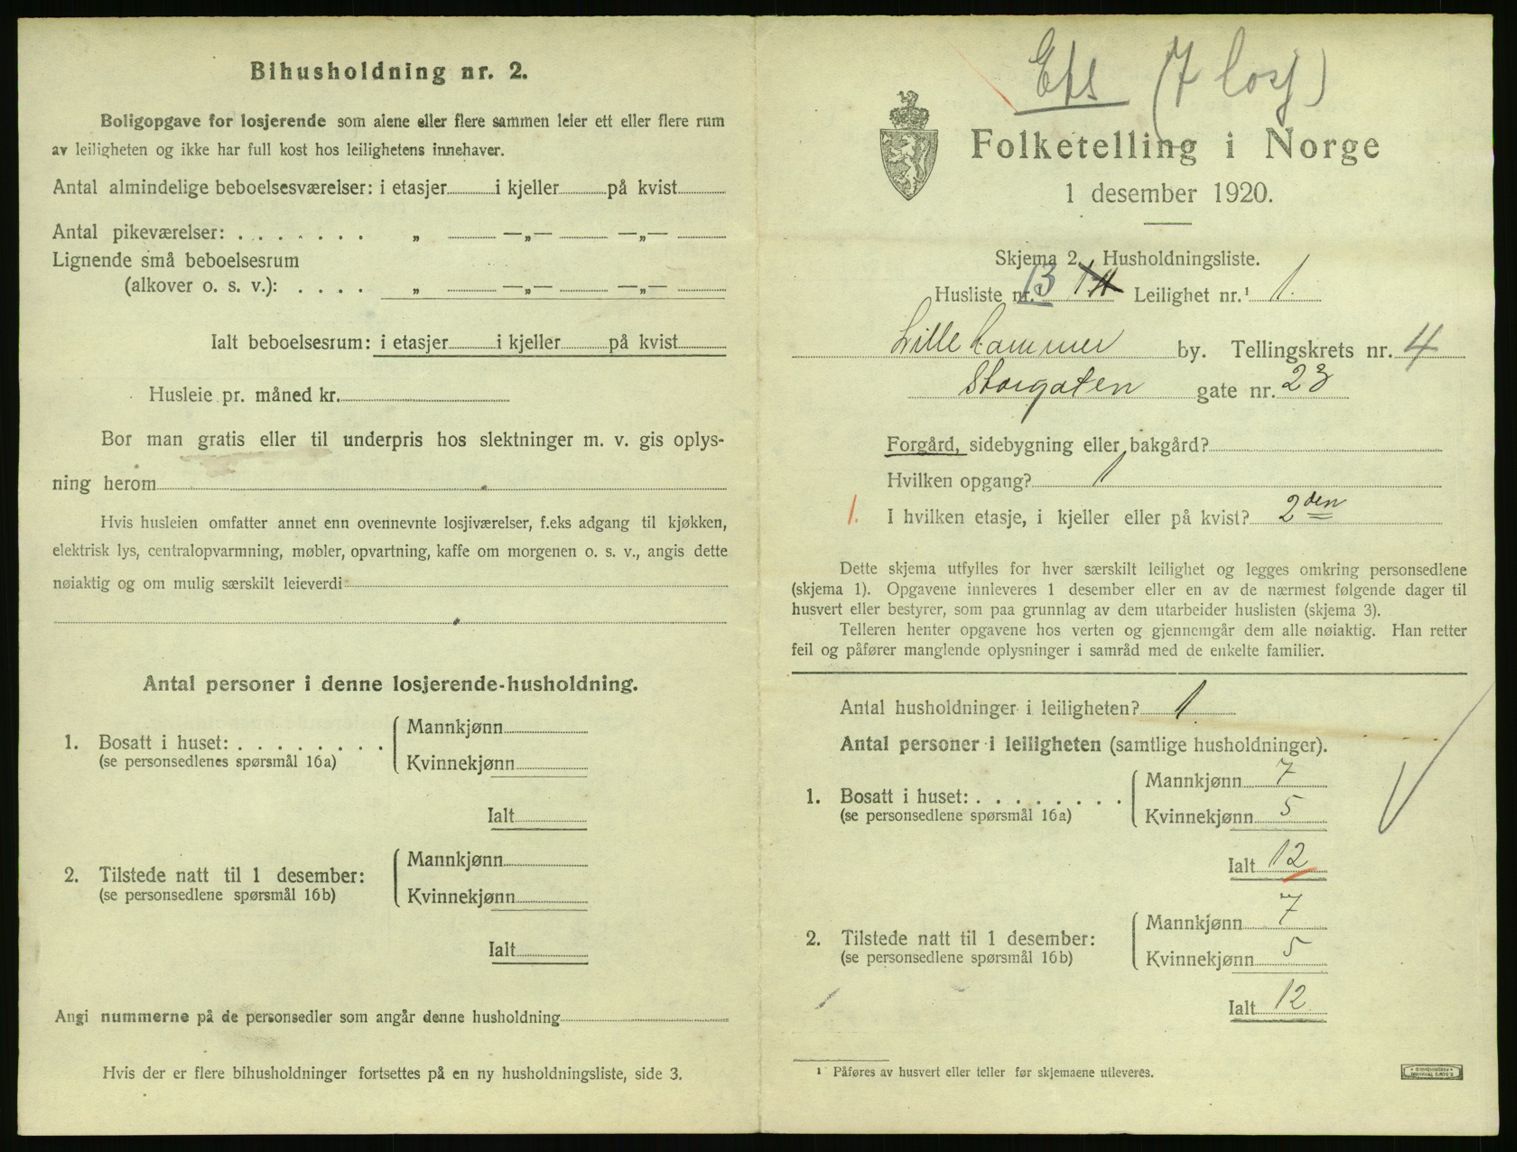 Bihusholdning nr. 2.
Boligopgave for losjerende som alene eller flere sammen leier ett eller flere rum
av leiligheten og ikke har full kost hos leilighetens innehaver.
Antal almindelige beboelsesværelser: i etasjer i kjeller på kvist
Antal pikeværelser: . . . . . . . „ —„— —„—
Lignende små beboelsesrum
(alkover o. s. v.): . . . . „ —„— —„—
Ialt beboelsesrum: i etasjer i kjeller på kvist
Husleie pr. måned kr.
Bor man gratis eller til underpris hos slektninger m. v. gis oplys-
ning herom
Hvis husleien omfatter annet enn ovennevnte losjiværelser, f.eks adgang til kjøkken,
elektrisk lys, centralopvarmning, møbler, opvartning, kaffe om morgenen o. s. v., angis dette
nøiaktig og om mulig særskilt leieverdi
Antal personer i denne losjerende-husholdning.
1. Bosatt i huset: . . . . . . . .
(se personsedlenes spørsmål 16a)
Mannkjønn
Kvinnekjønn
Ialt
2. Tilstede natt til 1 desember:
(se personsedlene spørsmål 16b)
Mannkjønn
Kvinnekjønn
Ialt
Angi nummerne på de personsedler som angår denne husholdning
Hvis der er flere bihusholdninger fortsettes på en ny husholdningsliste, side 3.
Efs (7 losj)
Folketelling i Norge
1 desember 1920.
Skjema 2. Husholdningsliste.
Husliste nr. 13 Leilighet nr.¹ 1.
Lillehammer by. Tellingskrets nr. 4
Storgaten gate nr. 23
Forgård, sidebygning eller bakgård?
Hvilken opgang? 1
1. I hvilken etasje, i kjeller eller på kvist? 2den
Dette skjema utfylles for hver særskilt leilighet og legges omkring personsedlene
(skjema 1). Opgavene innleveres 1 desember eller en av de nærmest følgende dager til
husvert eller bestyrer, som paa grunnlag av dem utarbeider huslisten (skjema 3).
Telleren henter opgavene hos verten og gjennemgår dem alle nøiaktig. Han retter
feil og påfører manglende oplysninger i samråd med de enkelte familier.
Antal husholdninger i leiligheten? 1.
Antal personer i leiligheten (samtlige husholdninger).
1. Bosatt i huset: . . . . . . . .
(se personsedlene spørsmål 16a)
Mannkjønn 7
Kvinnekjønn 5
Ialt 12
2. Tilstede natt til 1 desember:
(se personsedlene spørsmål 16b)
Mannkjønn 7
Kvinnekjønn 5
Ialt 12
¹ Påføres av husvert eller teller før skjemaene utleveres.